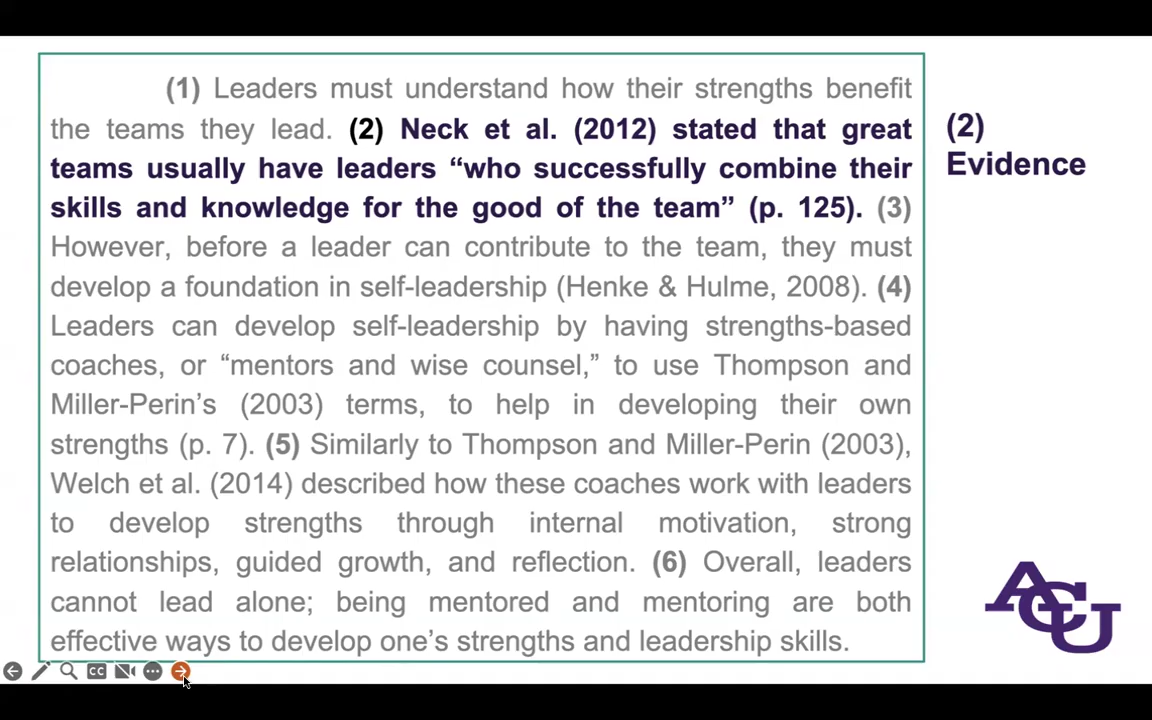 (1) Leaders must understand how their strengths benefit
the teams they lead. (2) Neck et al. (2012) stated that great
teams usually have leaders “who successfully combine their
skills and knowledge for the good of the team” (p. 125). (3)
However, before a leader can contribute to the team, they must
develop a foundation in self-leadership (Henke & Hulme, 2008). (4)
Leaders can develop self-leadership by having strengths-based
coaches, or “mentors and wise counsel,” to use Thompson and
Miller-Perin’s (2003) terms, to help in developing their own
strengths (p. 7). (5) Similarly to Thompson and Miller-Perin (2003),
Welch et al. (2014) described how these coaches work with leaders
to develop strengths through internal motivation, strong
relationships, guided growth, and reflection. (6) Overall, leaders
cannot lead alone; being mentored and mentoring are both
effective ways to develop one’s strengths and leadership skills.
(2)
Evidence
ACU
CC